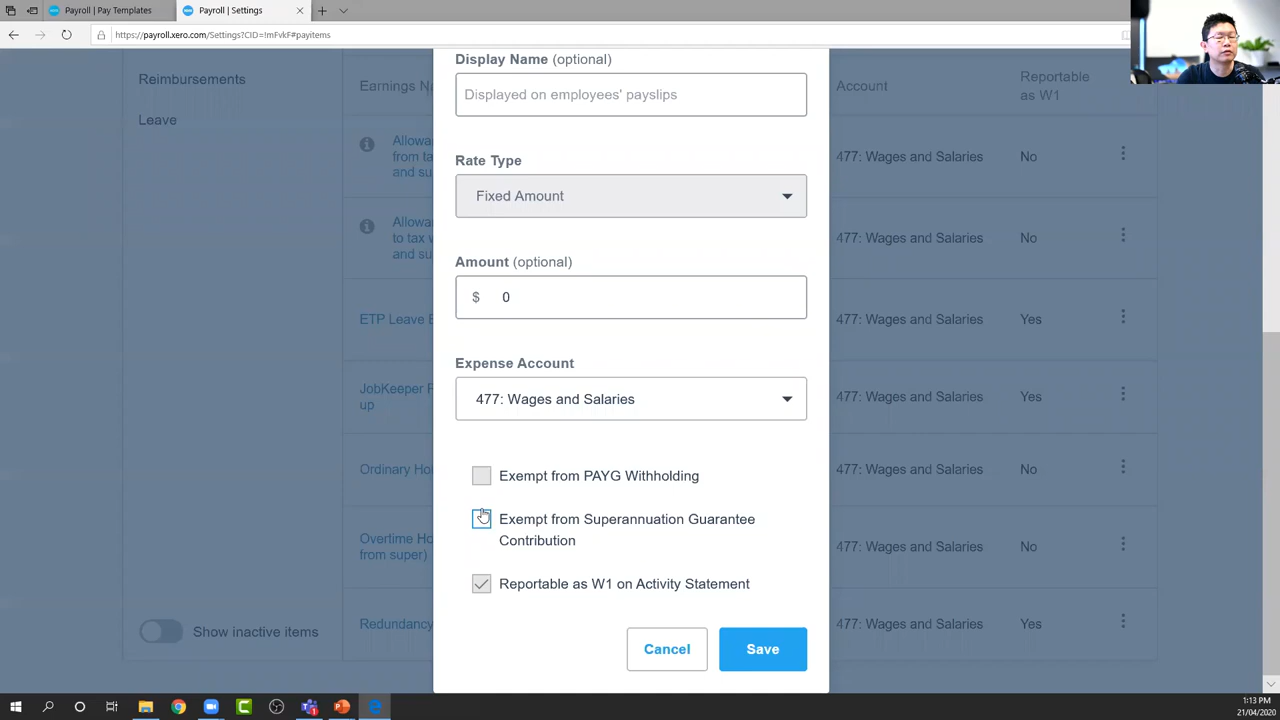 Payroll | Pay Templates
Payroll | Settings
https://payroll.xero.com/Settings?CID=!mFvkF#payitems
Reimbursements
Leave
Earnings
Account
Reportable
as W1
477: Wages and Salaries
No
477: Wages and Salaries
No
ETP Leave
477: Wages and Salaries
Yes
JobKeeper
up
477: Wages and Salaries
Yes
477: Wages and Salaries
No
from super)
477: Wages and Salaries
No
Redundancy
477: Wages and Salaries
Yes
Show inactive items
Display Name (optional)
Displayed on employees' payslips
Rate Type
Fixed Amount
Amount (optional)
$ 0
Expense Account
477: Wages and Salaries
Exempt from PAYG Withholding
Exempt from Superannuation Guarantee
Contribution
Reportable as W1 on Activity Statement
Cancel
Save
1:13 PM
21/04/2020